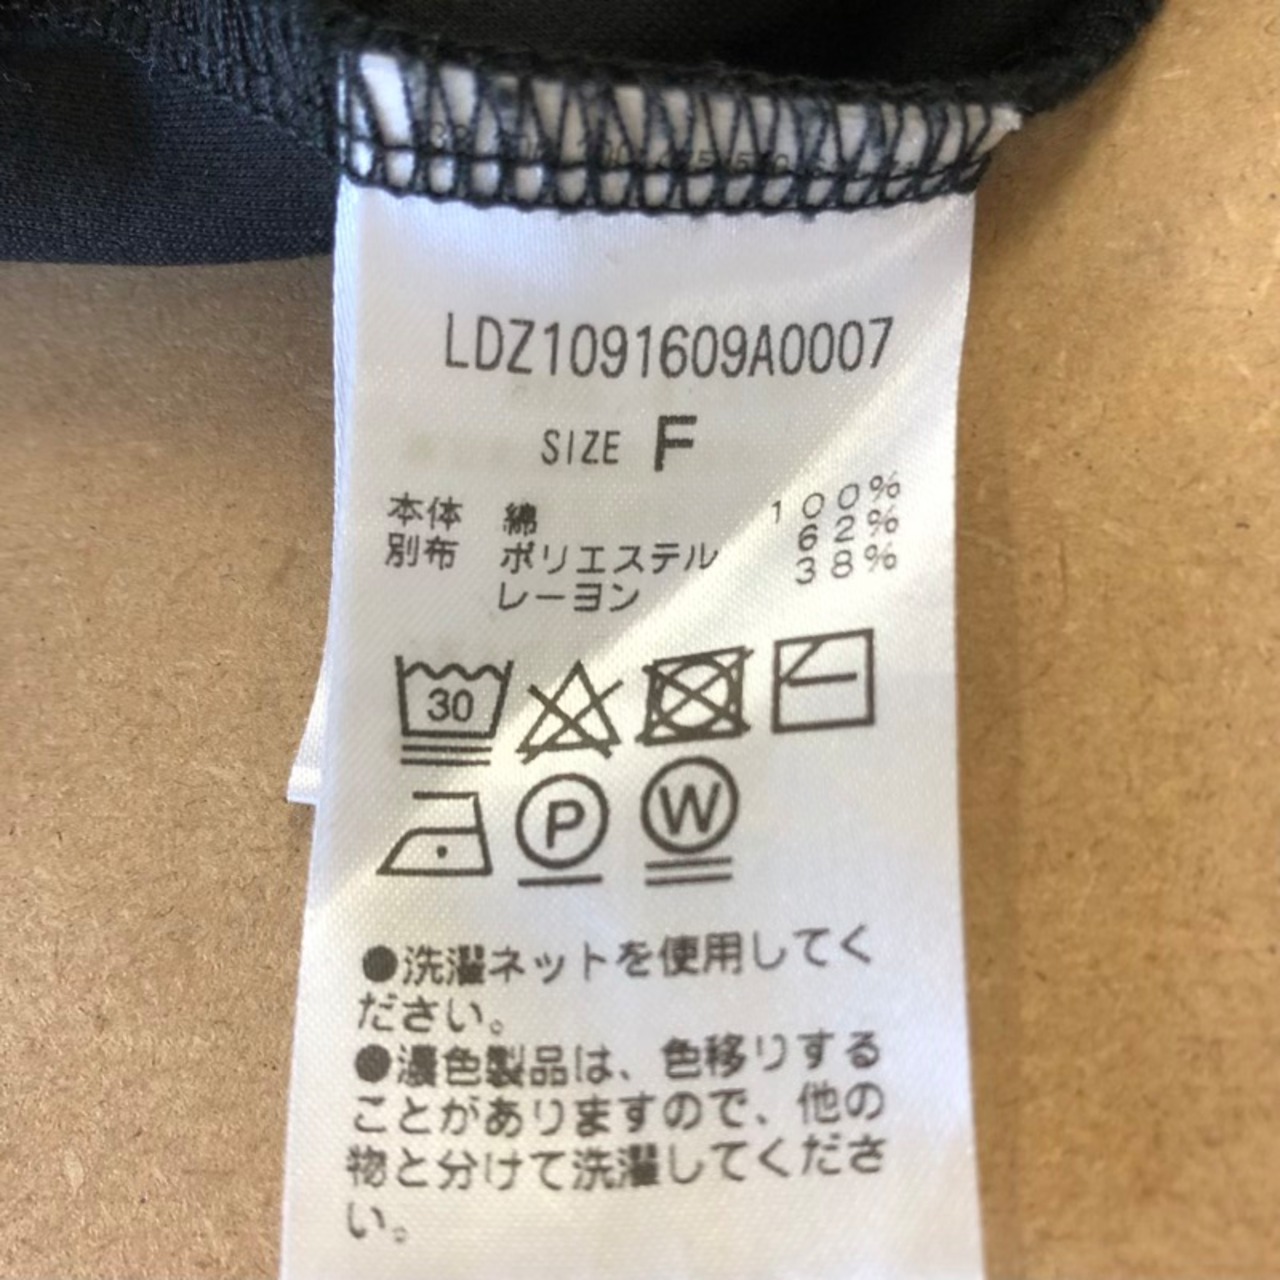 LDZ1091609A0007
SIZE F
本体 綿 100%
別布 ポリエステル 62%
レーヨン 38%
30
P W
●洗濯ネットを使用してく
ださい。
●濃色製品は、色移りする
ことがありますので、他の
物と分けて洗濯してくださ
い。